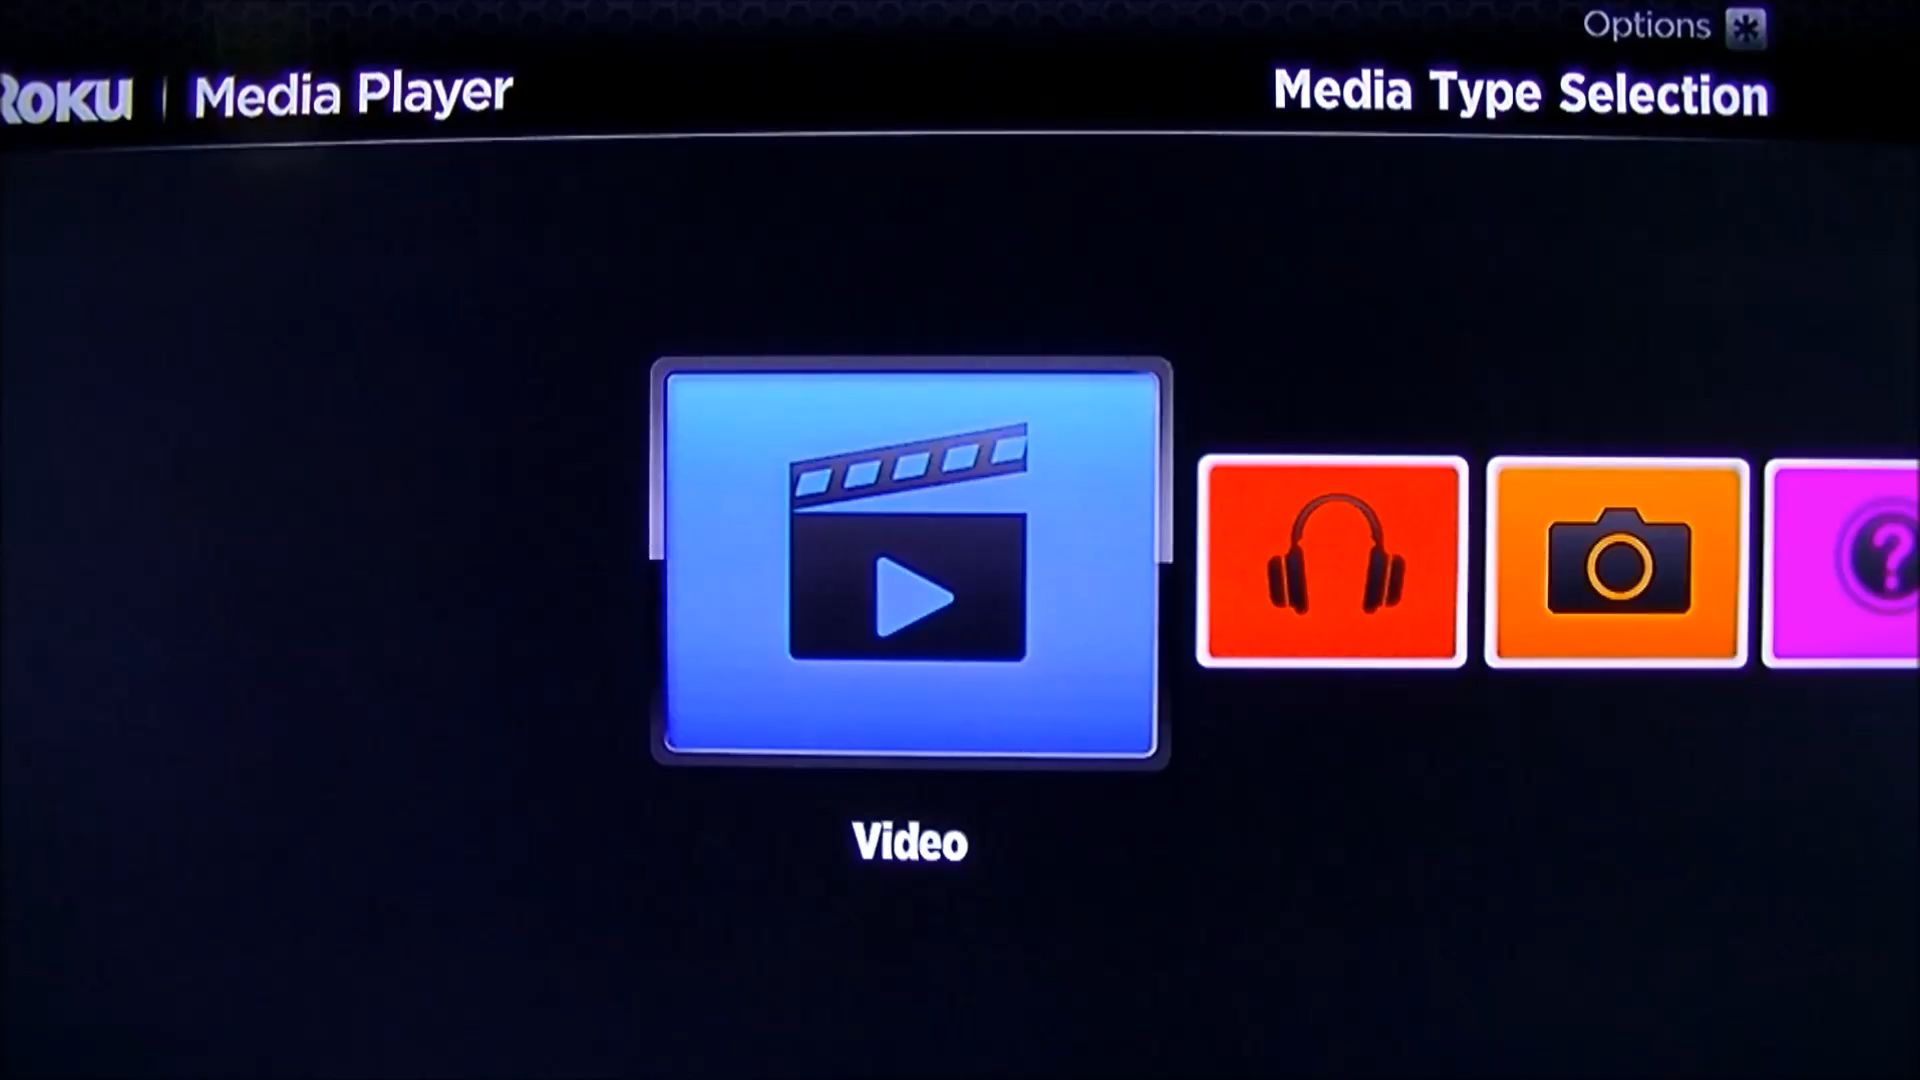 Options *
ROKU | Media Player
Media Type Selection
?
Video